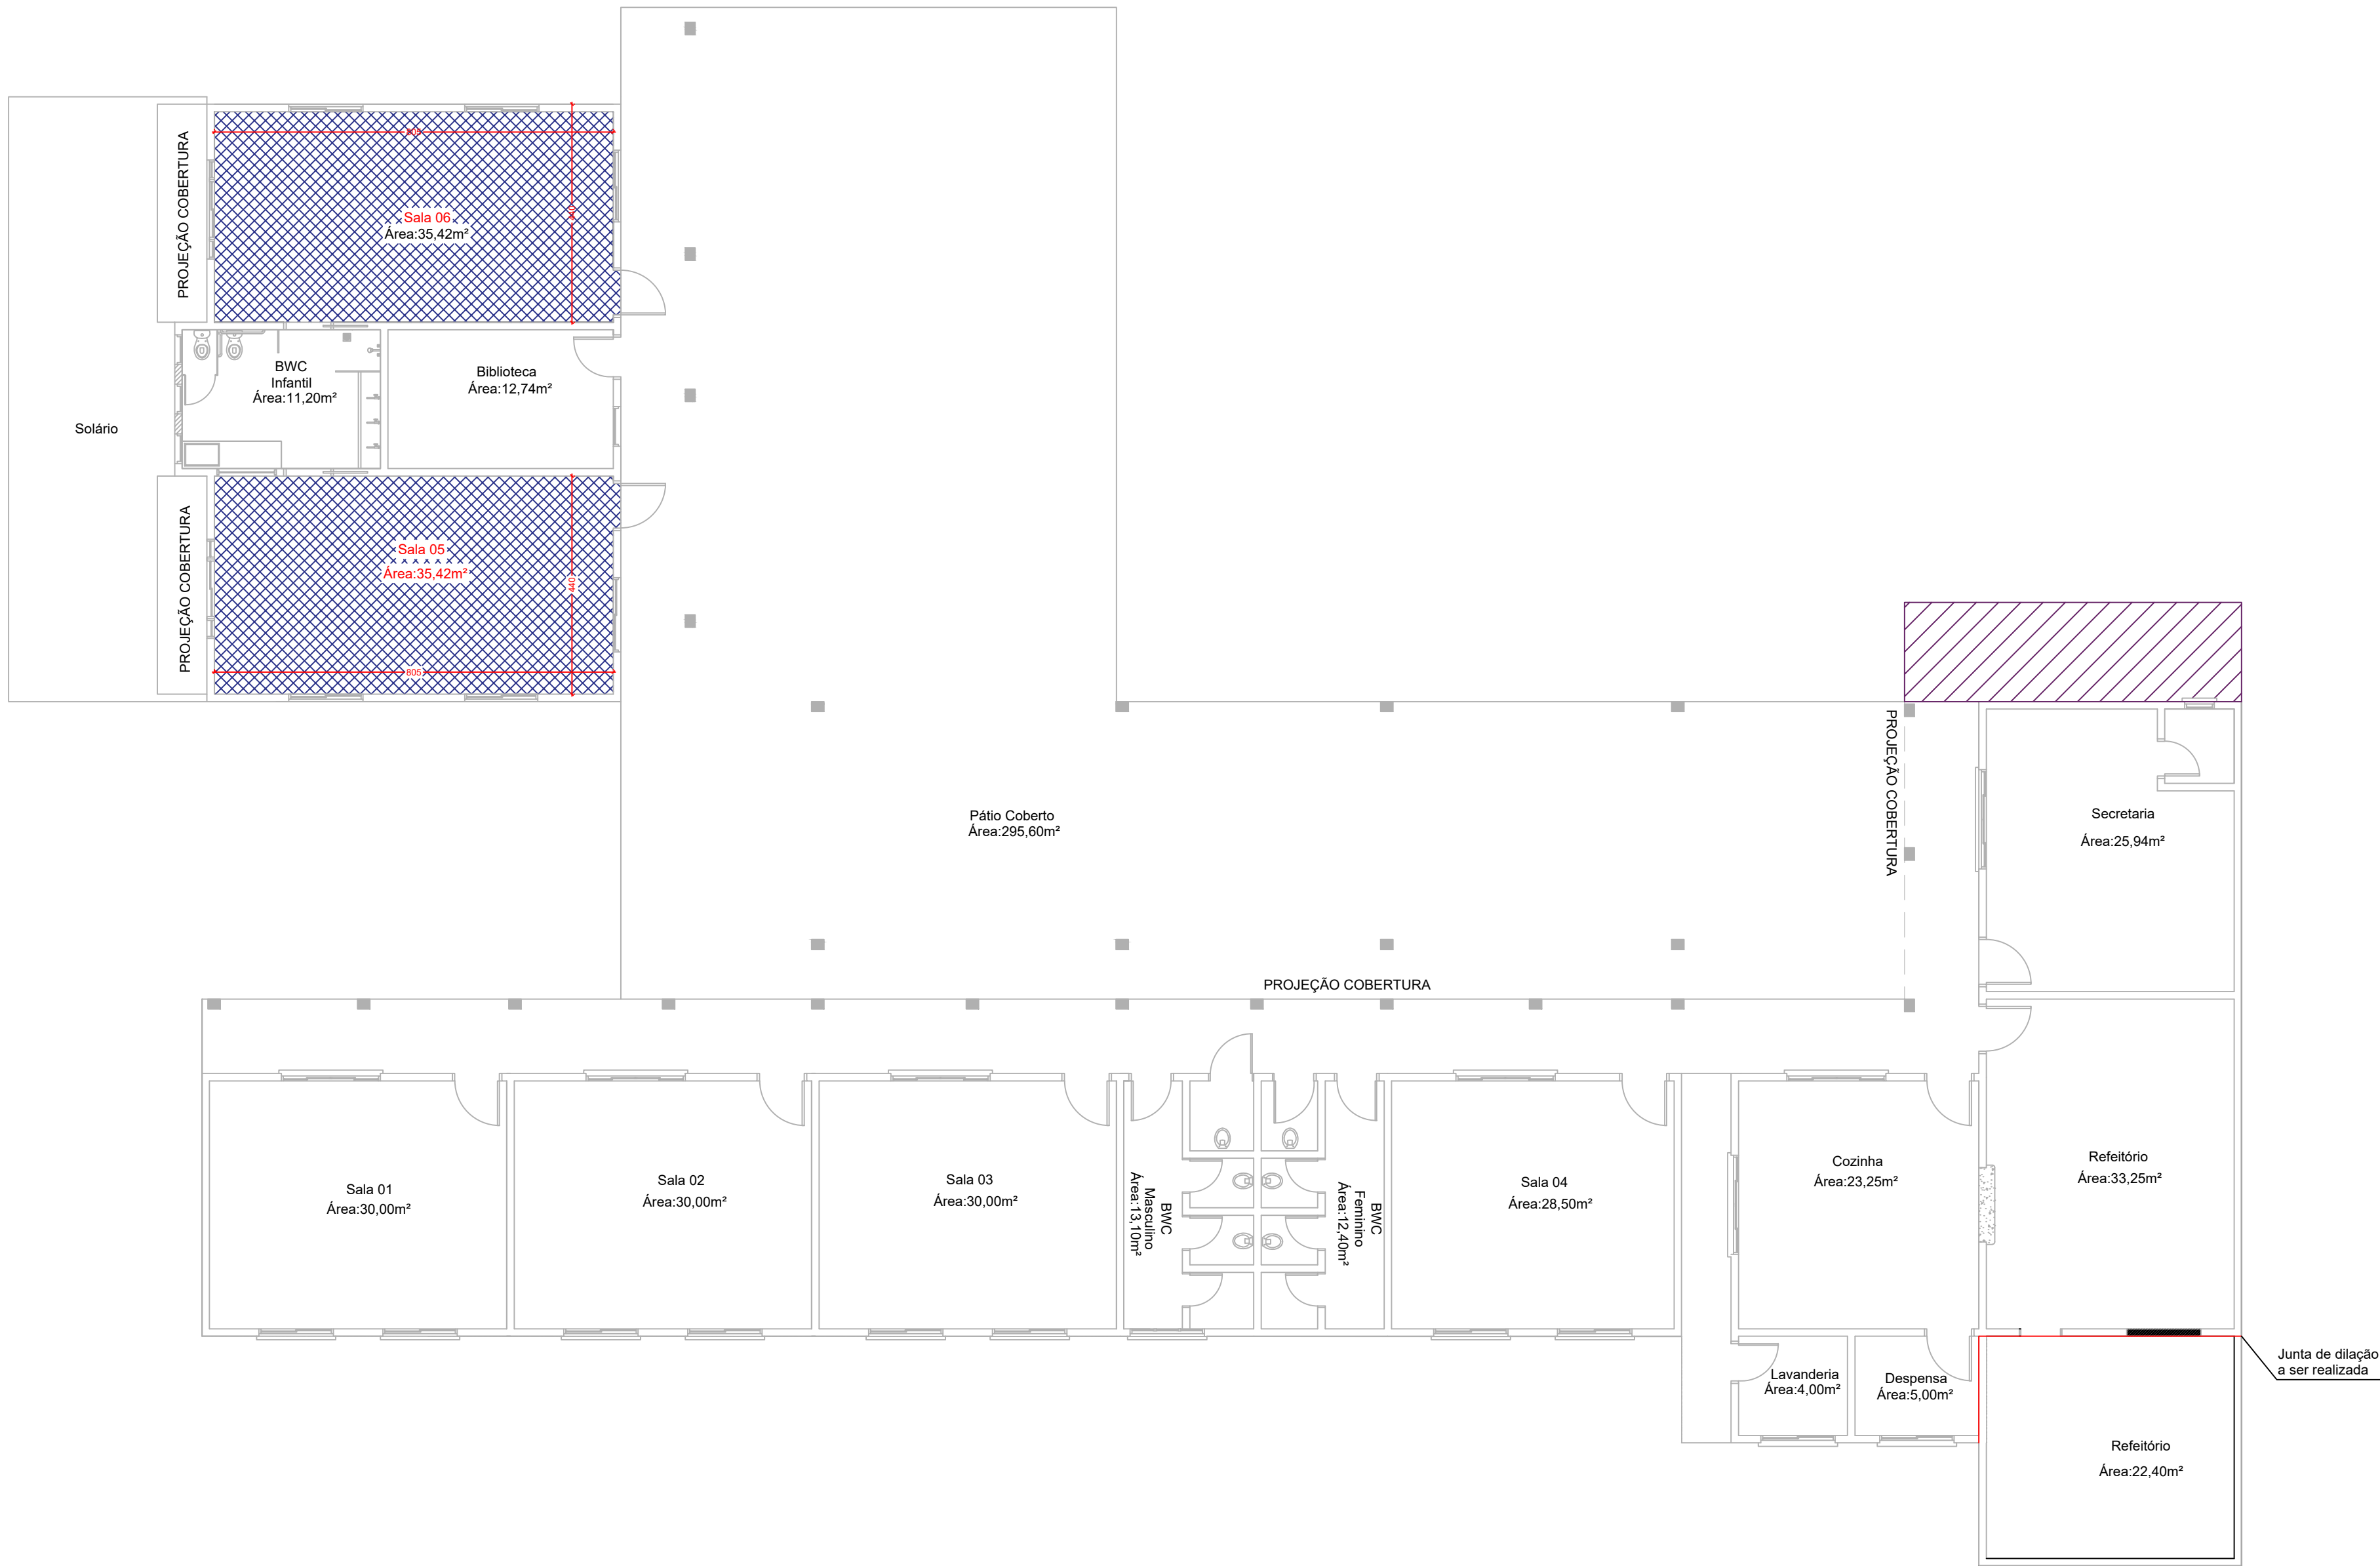 PROJEÇÃO COBERTURA
805
Sala 06
Área:35,42m²
BWC
Infantil
Área:11,20m²
Biblioteca
Área:12,74m²
Solário
PROJEÇÃO COBERTURA
Sala 05
Área:35,42m²
440
805
PROJEÇÃO COBERTURA
Pátio Coberto
Área:295,60m²
Secretaria
Área:25,94m²
PROJEÇÃO COBERTURA
Sala 01
Área:30,00m²
Sala 02
Área:30,00m²
Sala 03
Área:30,00m²
BWC
Masculino
Área:13,10m²
BWC
Feminino
Área:12,40m²
Sala 04
Área:28,50m²
Cozinha
Área:23,25m²
Refeitório
Área:33,25m²
Lavanderia
Área:4,00m²
Despensa
Área:5,00m²
Junta de dilação
a ser realizada
Refeitório
Área:22,40m²